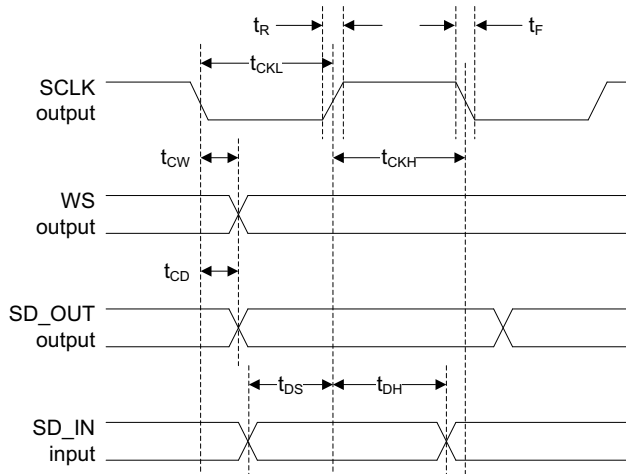 tR
tF
tCKL
SCLK
output
tCW
tCKH
WS
output
tCD
SD_OUT
output
tDS
tDH
SD_IN
input